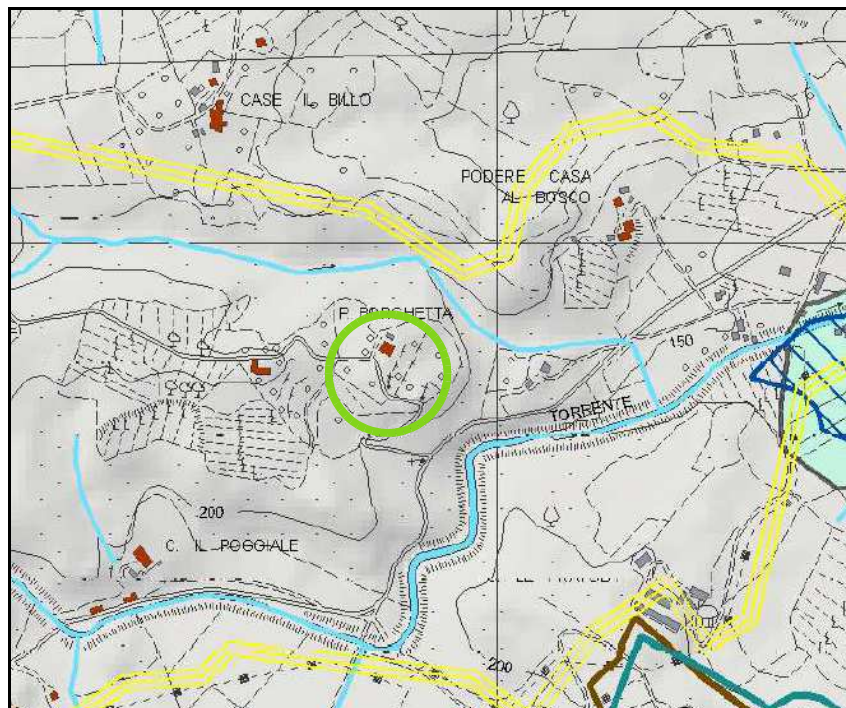 CASE IL BILLO
PODERE CASA
AL BOSCO
P. BORGHETTA
150
TORRENTE
200
C. IL POGGIALE
200